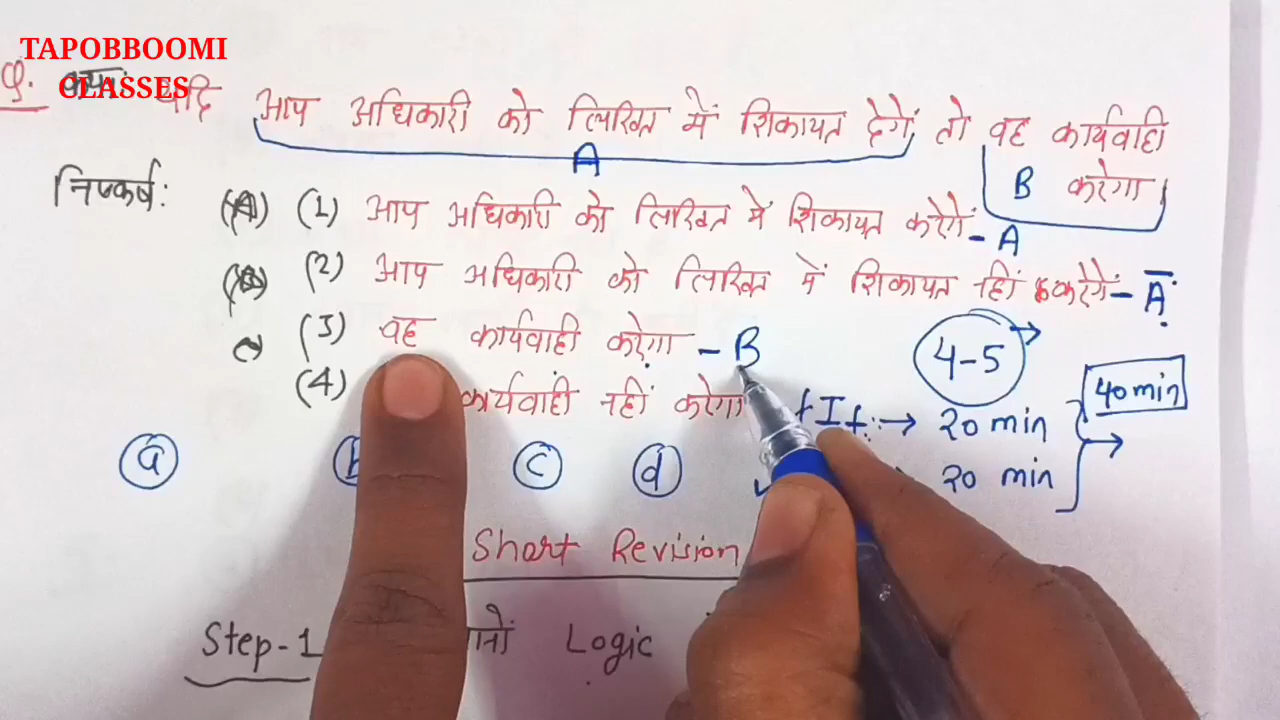 TAPOBBOOMI
CLASSES
Q. यदि आप अधिकारी को लिखित में शिकायत देगें तो वह कार्यवाही
A B करेगा
निष्कर्ष: (A) (1) आप अधिकारी को लिखित में शिकायत करेगें - A
(2) आप अधिकारी को लिखित में शिकायत नहिं करेगें - A̅
(3) वह कार्यवाही करेगा - B
4-5 40 min
(4) कार्यवाही नहीं करेगा If → 20 min
a c d 20 min
Short Revision
Step-1 Logic